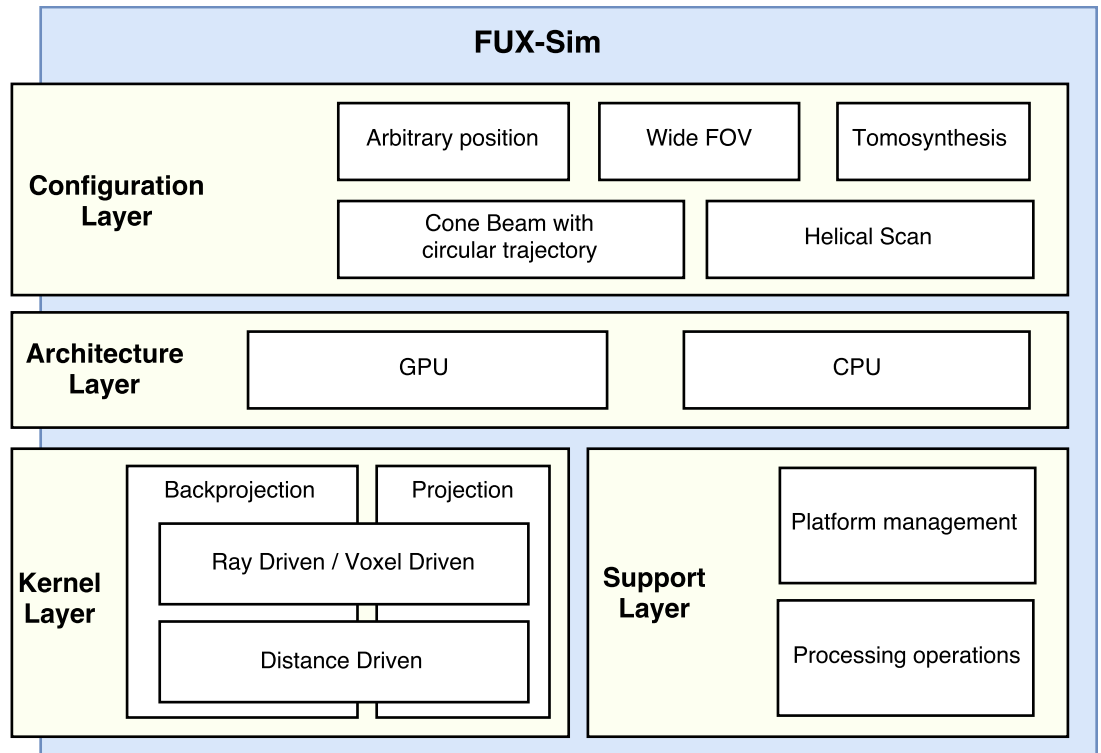 FUX-Sim
Configuration
Layer
Arbitrary position
Wide FOV
Tomosynthesis
Cone Beam with
circular trajectory
Helical Scan
Architecture
Layer
GPU
CPU
Kernel
Layer
Backprojection
Projection
Ray Driven / Voxel Driven
Distance Driven
Support
Layer
Platform management
Processing operations